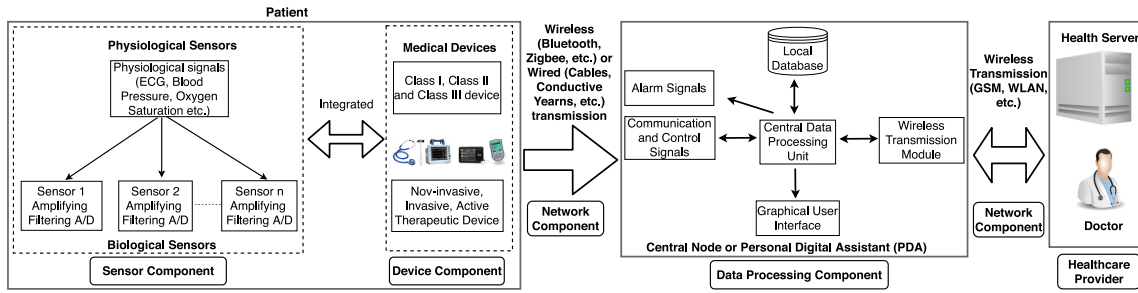 Patient
Physiological Sensors
Physiological signals
(ECG, Blood
Pressure, Oxygen
Saturation etc.)
Sensor 1
Amplifying
Filtering A/D
Sensor 2
Amplifying
Filtering A/D
Sensor n
Amplifying
Filtering A/D
Biological Sensors
Sensor Component
Integrated
Medical Devices
Class I, Class II
and Class III device
Nov-invasive,
Invasive, Active
Therapeutic Device
Device Component
Wireless
(Bluetooth,
Zigbee, etc.) or
Wired (Cables,
Conductive
Yearns, etc.)
transmission
Network
Component
Local
Database
Alarm Signals
Communication
and Control
Signals
Central Data
Processing
Unit
Wireless
Transmission
Module
Graphical User
Interface
Central Node or Personal Digital Assistant (PDA)
Data Processing Component
Wireless
Transmission
(GSM, WLAN,
etc.)
Network
Component
Health Server
Doctor
Healthcare
Provider